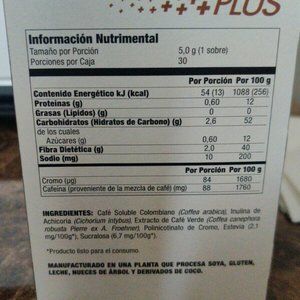 PLUS
Información Nutrimental
Tamaño por Porción 5,0 g (1 sobre)
Porciones por Caja 30
Por Porción Por 100 g
Contenido Energético kJ (kcal) 54 (13) 1088 (256)
Proteínas (g) 0,60 12
Grasas (Lípidos) (g) 0 0
Carbohidratos (Hidratos de Carbono) (g) 2,6 52
de los cuales
Azúcares (g) 0,60 12
Fibra Dietética (g) 2,0 40
Sodio (mg) 10 200
Por Porción Por 100 g
Cromo (µg) 84 1680
Cafeína (proveniente de la mezcla de café) (mg) 88 1760
INGREDIENTES: Café Soluble Colombiano (Coffea arabica), Inulina de
Achicoria (Cichorium intybus), Extracto de Café Verde (Coffea canephora
robusta Pierre ex A. Froehner), Polinicotinato de Cromo, Estevia (2.1
mg/100g*), Sucralosa (6.7 mg/100g*).
*Producto listo para el consumo.
MANUFACTURADO EN UNA PLANTA QUE PROCESA SOYA, GLUTEN,
LECHE, NUECES DE ÁRBOL Y DERIVADOS DE COCO.